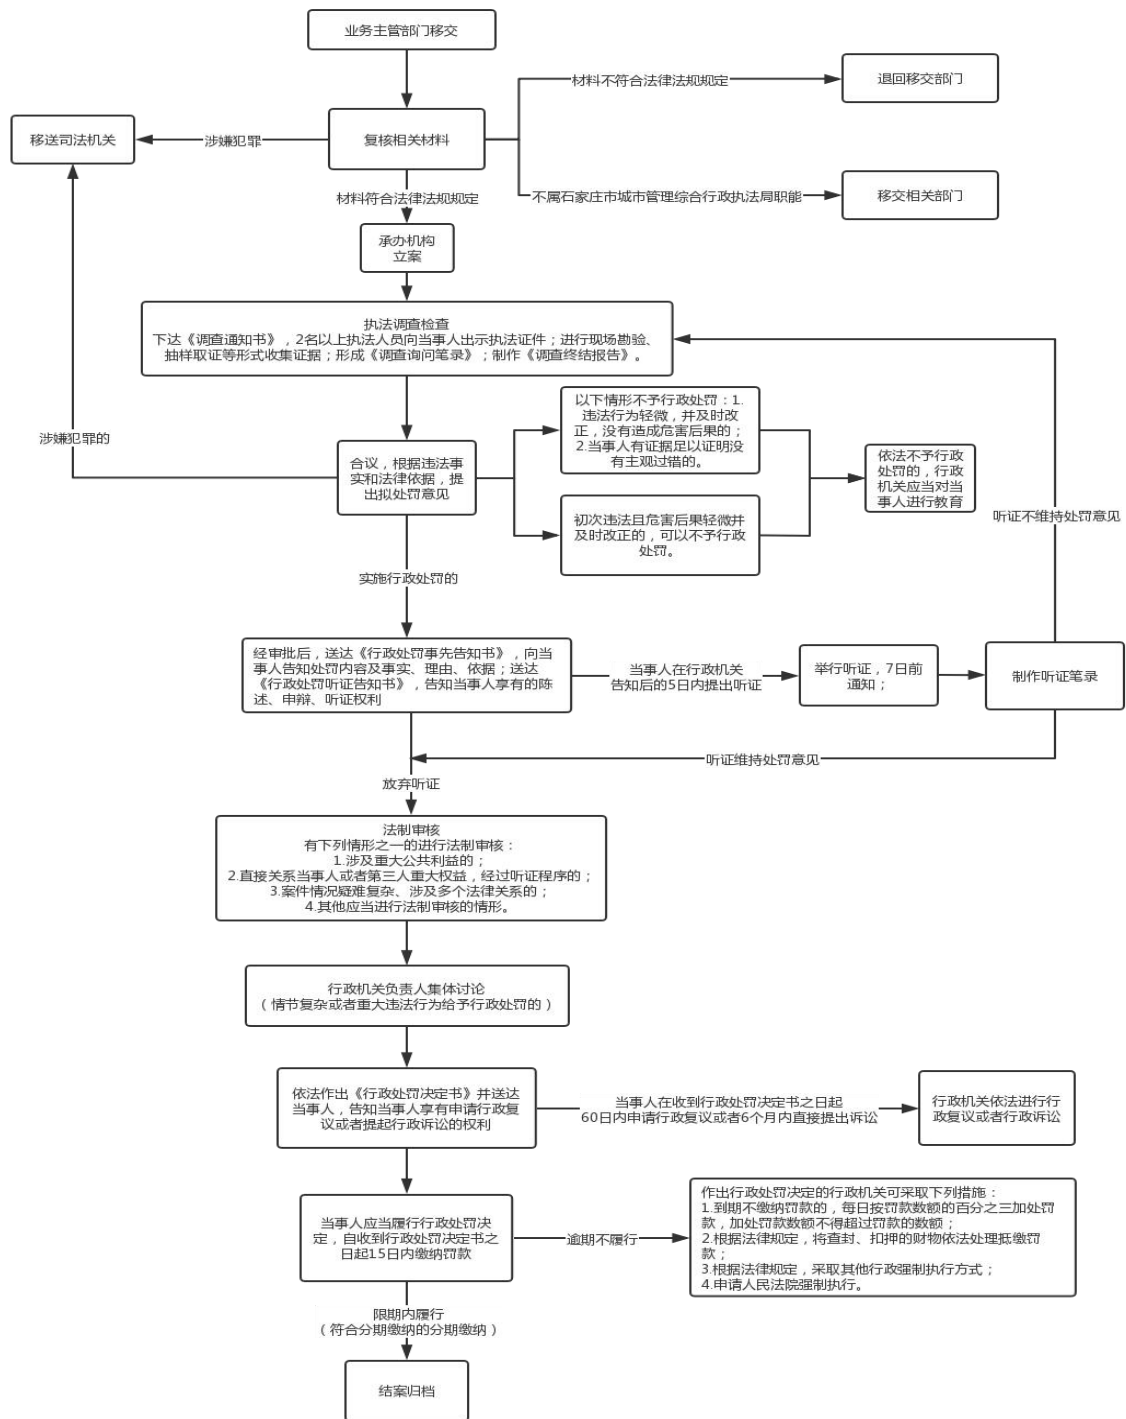 业务主管部门移交
材料不符合法律法规规定
退回移交部门
移送司法机关
涉嫌犯罪
复核相关材料
不属石家庄市城市管理综合行政执法局职能
移交相关部门
材料符合法律法规规定
承办机构
立案
执法调查检查
下达《调查通知书》，2名以上执法人员向当事人出示执法证件；进行现场勘验、
抽样取证等形式收集证据；形成《调查询问笔录》；制作《调查终结报告》。
涉嫌犯罪的
合议，根据违法事
实和法律依据，提
出拟处罚意见
以下情形不予行政处罚：1.
违法行为轻微，并及时改
正，没有造成危害后果的；
2.当事人有证据足以证明没
有主观过错的。
初次违法且危害后果轻微并
及时改正的，可以不予行政
处罚。
依法不予行政
处罚的，行政
机关应当对当
事人进行教育
听证不维持处罚意见
实施行政处罚的
经审批后，送达《行政处罚事先告知书》，向当
事人告知处罚内容及事实、理由、依据；送达
《行政处罚听证告知书》，告知当事人享有的陈
述、申辩、听证权利
当事人在行政机关
告知后的5日内提出听证
举行听证，7日前
通知；
制作听证笔录
听证维持处罚意见
放弃听证
法制审核
有下列情形之一的进行法制审核：
1.涉及重大公共利益的；
2.直接关系当事人或者第三人重大权益，经过听证程序的；
3.案件情况疑难复杂、涉及多个法律关系的；
4.其他应当进行法制审核的情形。
行政机关负责人集体讨论
（情节复杂或者重大违法行为给予行政处罚的）
依法作出《行政处罚决定书》并送达
当事人，告知当事人享有申请行政复
议或者提起行政诉讼的权利
当事人在收到行政处罚决定书之日起
60日内申请行政复议或者6个月内直接提出诉讼
行政机关依法进行行
政复议或者行政诉讼
当事人应当履行行政处罚决
定，自收到行政处罚决定书之
日起15日内缴纳罚款
逾期不履行
作出行政处罚决定的行政机关可采取下列措施：
1.到期不缴纳罚款的，每日按罚款数额的百分之三加处罚
款，加处罚款数额不得超过罚款的数额；
2.根据法律规定，将查封、扣押的财物依法处理抵缴罚
款；
3.根据法律规定，采取其他行政强制执行方式；
4.申请人民法院强制执行。
限期内履行
（符合分期缴纳的分期缴纳）
结案归档